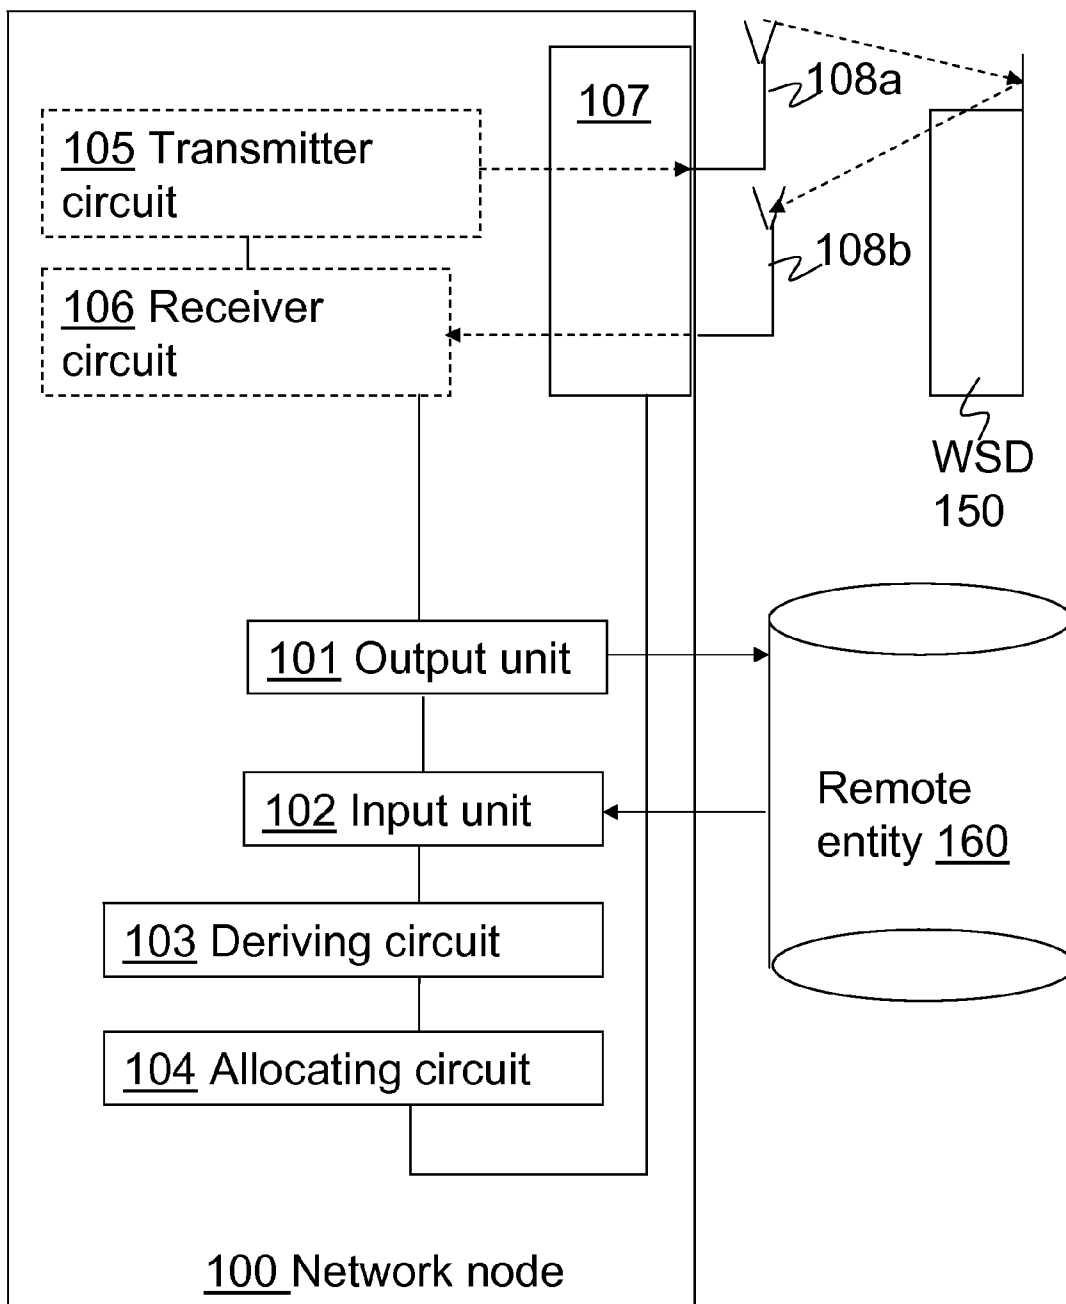 107
108a
105 Transmitter
circuit
108b
106 Receiver
circuit
WSD
150
101 Output unit
102 Input unit
Remote
entity 160
103 Deriving circuit
104 Allocating circuit
100 Network node